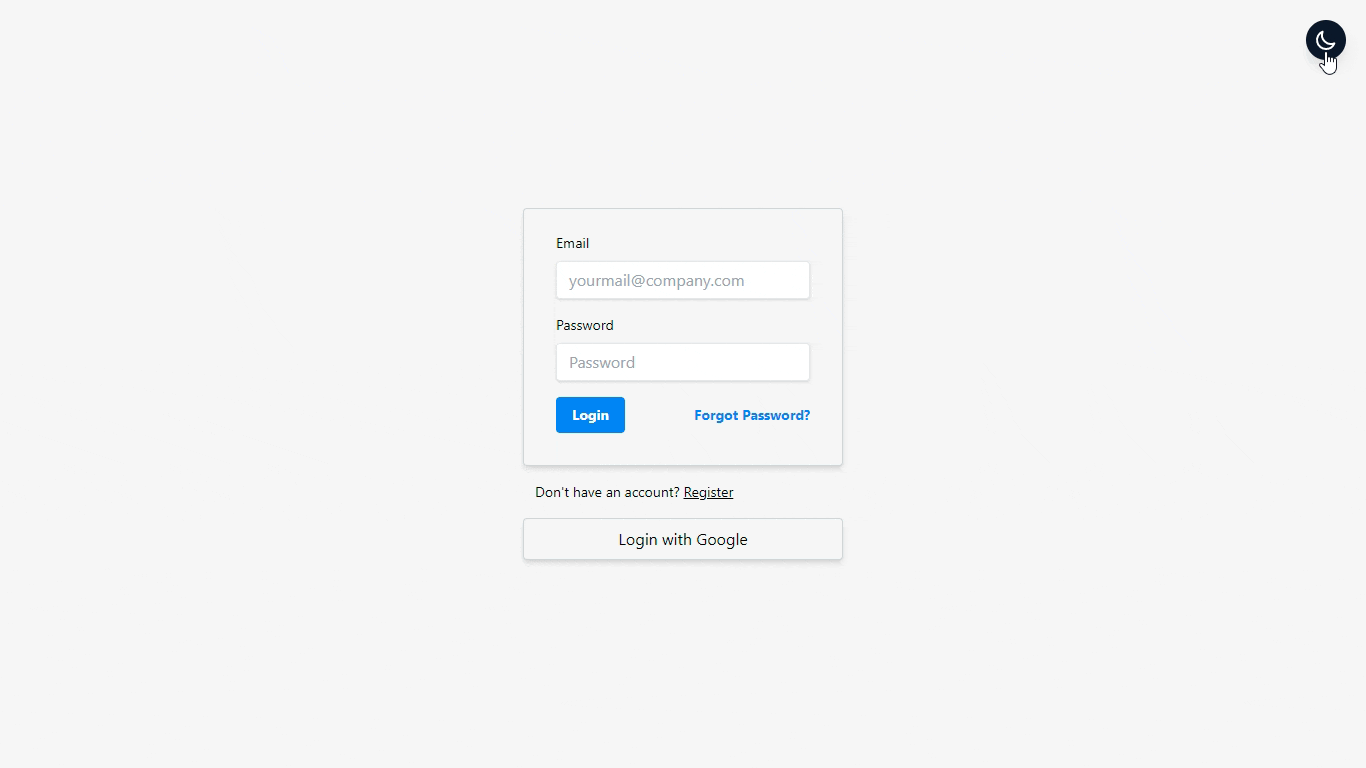 Email
yourmail@company.com
Password
Password
Login
Forgot Password?
Don't have an account? Register
Login with Google